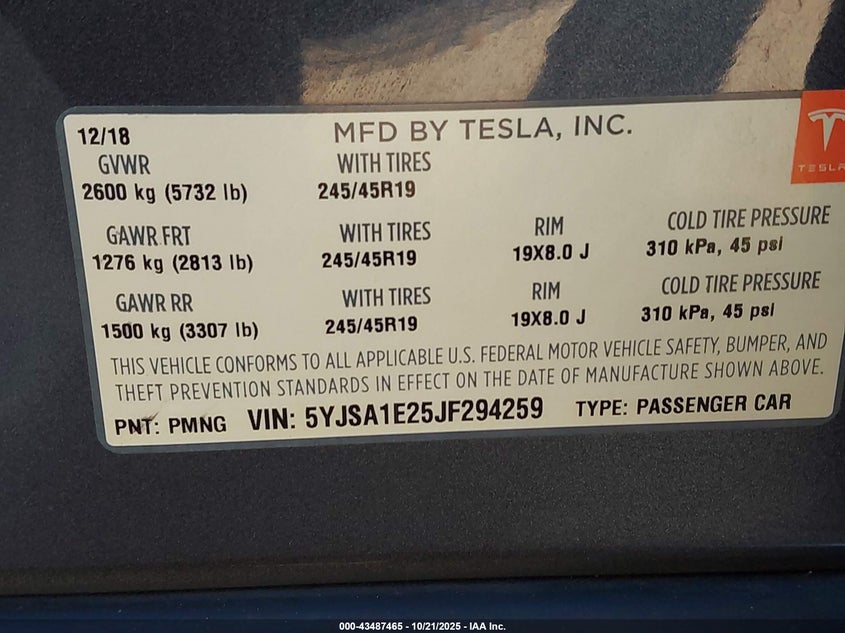 12/18
MFD BY TESLA, INC.
TESLA
GVWR WITH TIRES
2600 kg (5732 lb) 245/45R19
GAWR FRT WITH TIRES RIM COLD TIRE PRESSURE
1276 kg (2813 lb) 245/45R19 19X8.0 J 310 kPa, 45 psi
GAWR RR WITH TIRES RIM COLD TIRE PRESSURE
1500 kg (3307 lb) 245/45R19 19X8.0 J 310 kPa, 45 psi
THIS VEHICLE CONFORMS TO ALL APPLICABLE U.S. FEDERAL MOTOR VEHICLE SAFETY, BUMPER, AND
THEFT PREVENTION STANDARDS IN EFFECT ON THE DATE OF MANUFACTURE SHOWN ABOVE.
PNT: PMNG VIN: 5YJSA1E25JF294259 TYPE: PASSENGER CAR
000-43487465 - 10/21/2025 - IAA Inc.